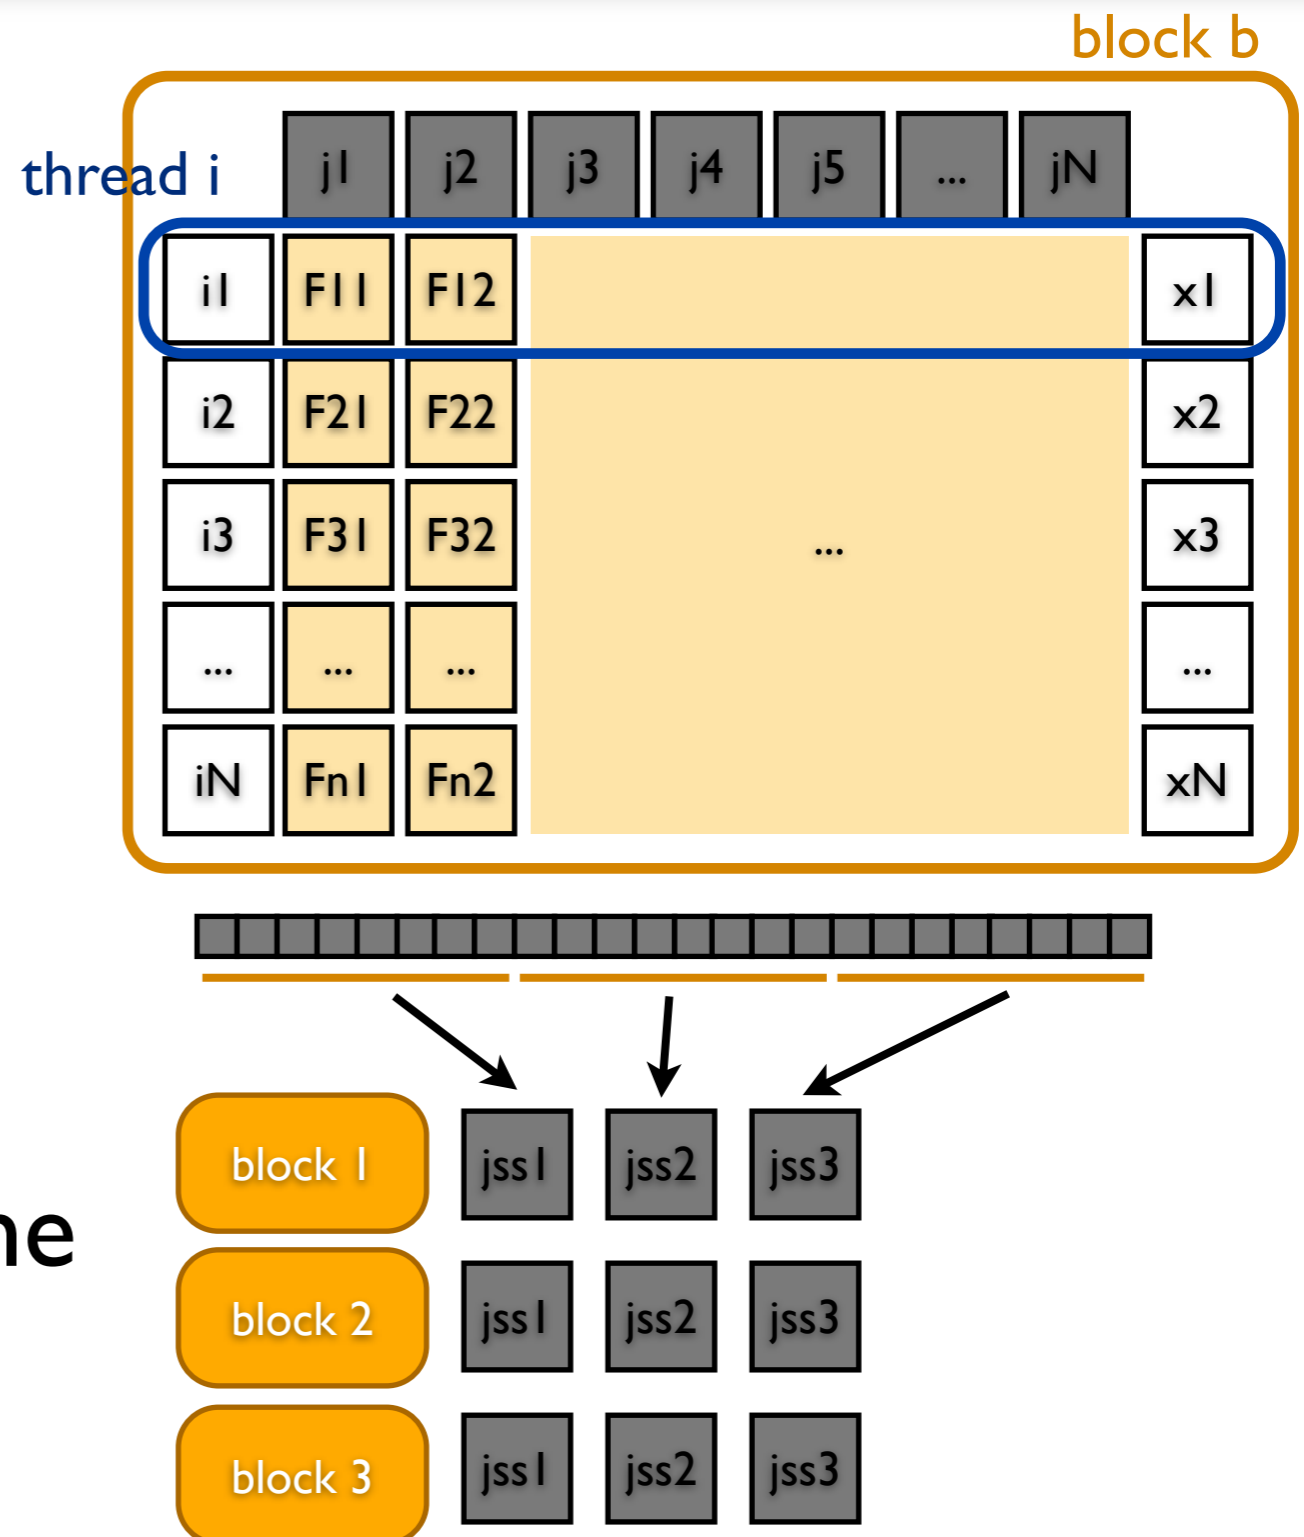 block b
thread i
j1 j2 j3 j4 j5 ... jN
i1 F11 F12 x1
i2 F21 F22 x2
i3 F31 F32 ... x3
... ... ... ...
iN Fn1 Fn2 xN
block 1 jss1 jss2 jss3
block 2 jss1 jss2 jss3
block 3 jss1 jss2 jss3